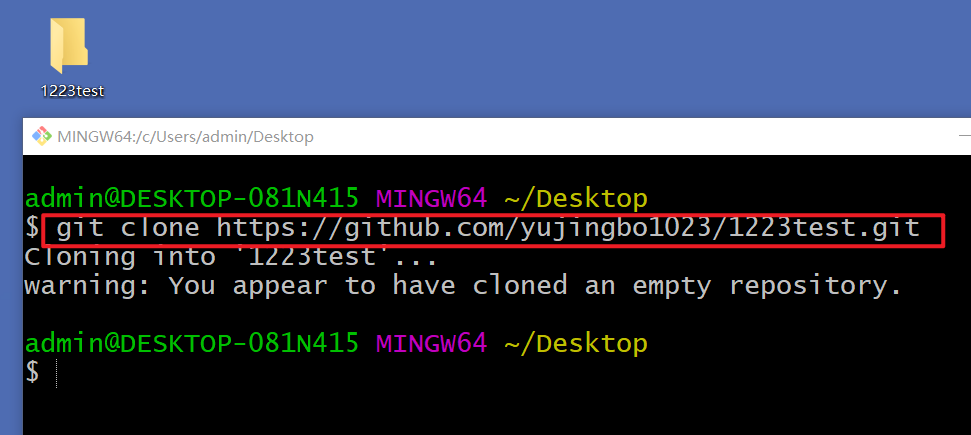 1223test
MINGW64:/c/Users/admin/Desktop
admin@DESKTOP-081N415 MINGW64 ~/Desktop
$ git clone https://github.com/yujingbo1023/1223test.git
Cloning into '1223test'...
warning: You appear to have cloned an empty repository.
admin@DESKTOP-081N415 MINGW64 ~/Desktop
$